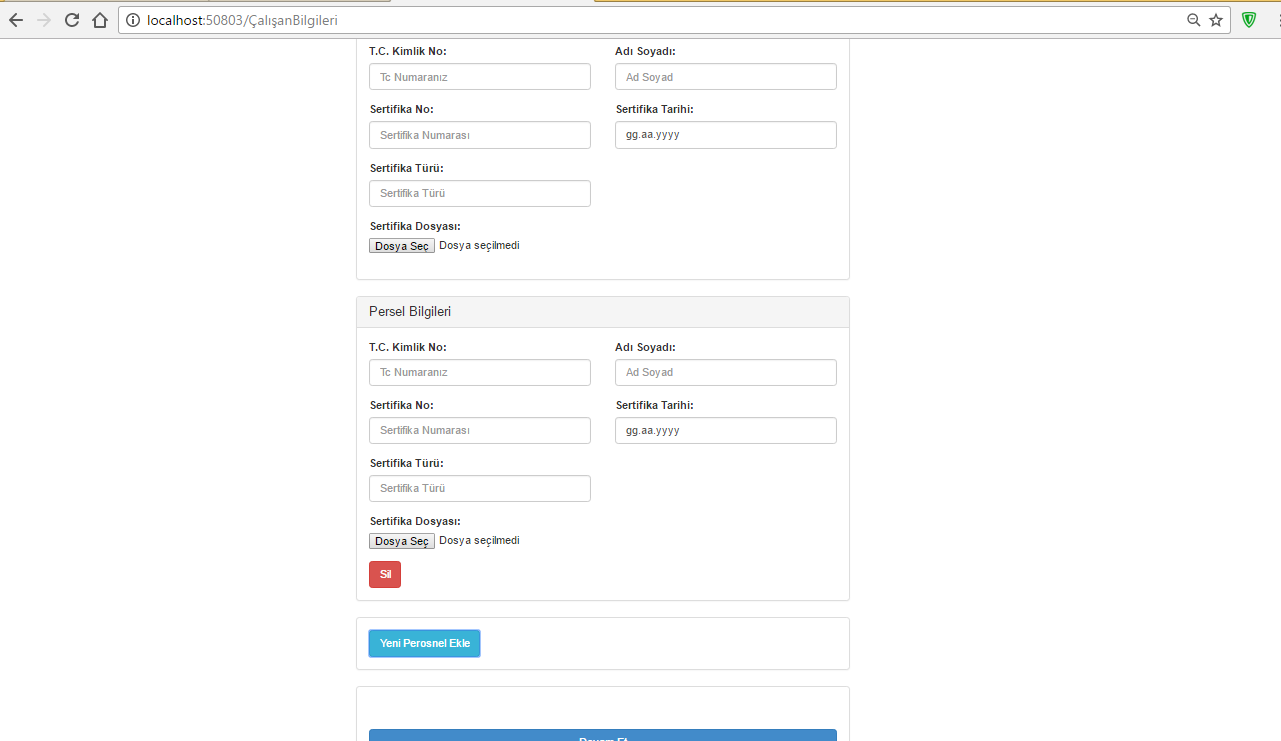 localhost:50803/ÇalışanBilgileri
T.C. Kimlik No: Adı Soyadı:
Tc Numaranız Ad Soyad
Sertifika No: Sertifika Tarihi:
Sertifika Numarası gg.aa.yyyy
Sertifika Türü:
Sertifika Türü
Sertifika Dosyası:
Dosya Seç Dosya seçilmedi
Persel Bilgileri
T.C. Kimlik No: Adı Soyadı:
Tc Numaranız Ad Soyad
Sertifika No: Sertifika Tarihi:
Sertifika Numarası gg.aa.yyyy
Sertifika Türü:
Sertifika Türü
Sertifika Dosyası:
Dosya Seç Dosya seçilmedi
Sil
Yeni Perosnel Ekle
Devam Et